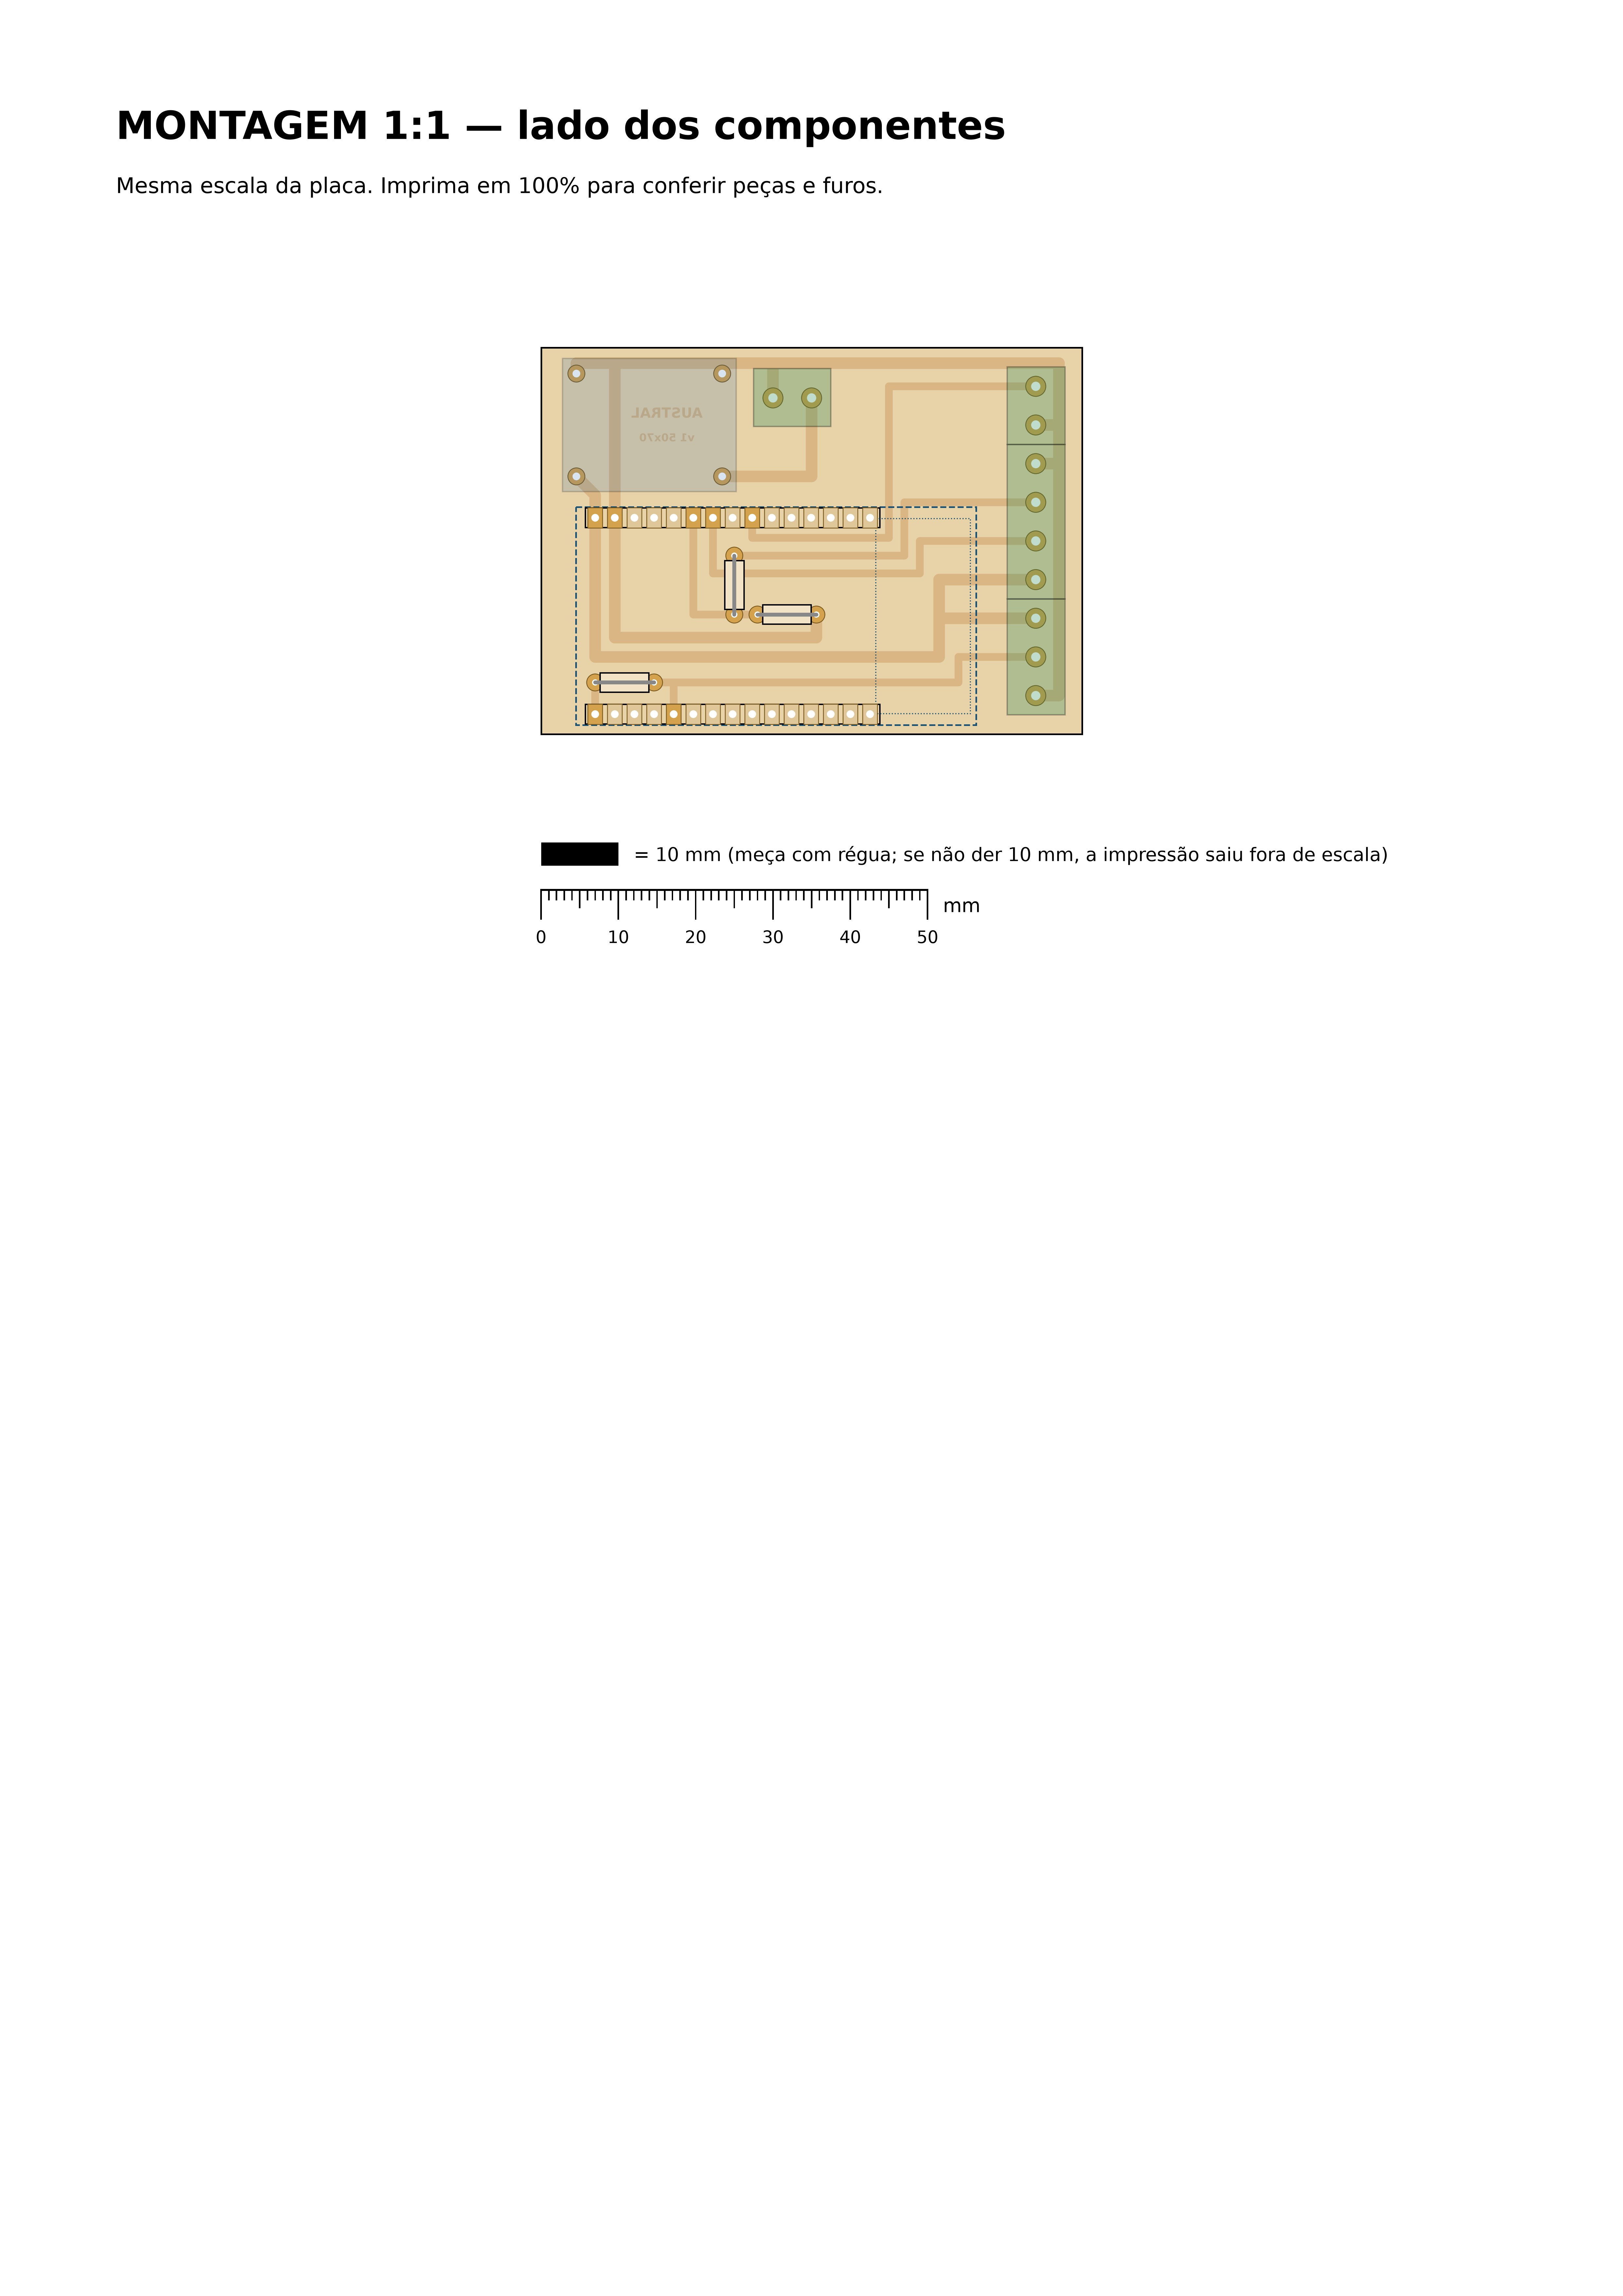 MONTAGEM 1:1 — lado dos componentes
Mesma escala da placa. Imprima em 100% para conferir peças e furos.
AUSTRAL
v1 50x70
= 10 mm (meça com régua; se não der 10 mm, a impressão saiu fora de escala)
mm
0 10 20 30 40 50